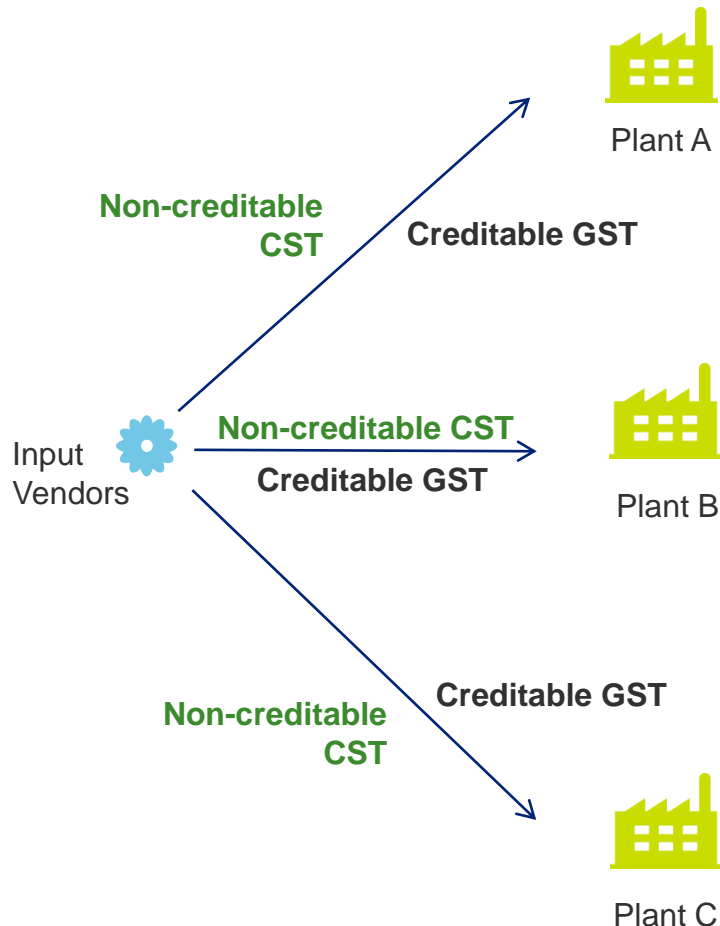 Plant A
Non-creditable
CST
Creditable GST
Non-creditable CST
Input
Vendors
Creditable GST
Plant B
Creditable GST
Non-creditable
CST
Plant C